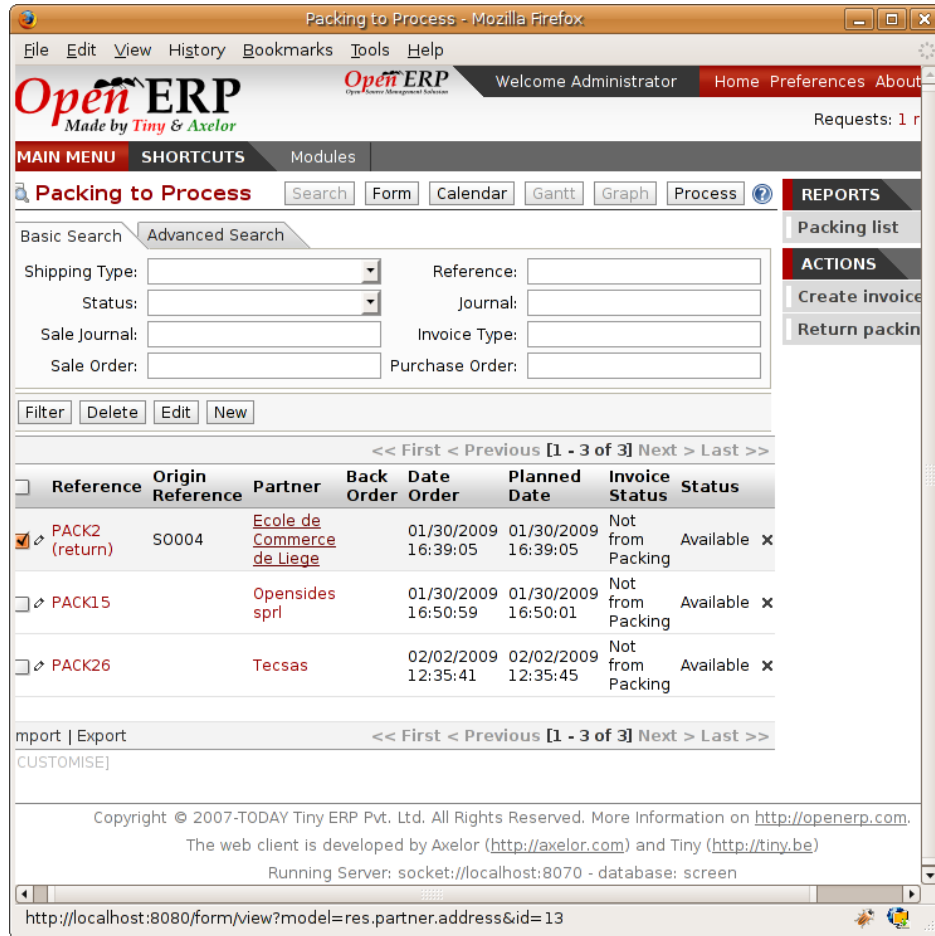 Packing to Process - Mozilla Firefox
File Edit View History Bookmarks Tools Help
Open ERP
Made by Tiny & Axelor
Open ERP
Open Source Management Solution
Welcome Administrator
Home Preferences About
Requests: 1 r
MAIN MENU SHORTCUTS Modules
Packing to Process Search Form Calendar Gantt Graph Process ?
Basic Search Advanced Search
Shipping Type: Reference:
Status: Journal:
Sale Journal: Invoice Type:
Sale Order: Purchase Order:
Filter Delete Edit New
<< First < Previous [1 - 3 of 3] Next > Last >>
Reference Origin Reference Partner Back Order Date Order Planned Date Invoice Status Status
PACK2 (return) SO004 Ecole de Commerce de Liege 01/30/2009 16:39:05 01/30/2009 16:39:05 Not from Packing Available
PACK15 Opensides sprl 01/30/2009 16:50:59 01/30/2009 16:50:01 Not from Packing Available
PACK26 Tecsas 02/02/2009 12:35:41 02/02/2009 12:35:45 Not from Packing Available
mport | Export << First < Previous [1 - 3 of 3] Next > Last >>
CUSTOMISE]
REPORTS
Packing list
ACTIONS
Create invoice
Return packin
Copyright © 2007-TODAY Tiny ERP Pvt. Ltd. All Rights Reserved. More Information on http://openerp.com.
The web client is developed by Axelor (http://axelor.com) and Tiny (http://tiny.be)
Running Server: socket://localhost:8070 - database: screen
http://localhost:8080/form/view?model=res.partner.address&id=13